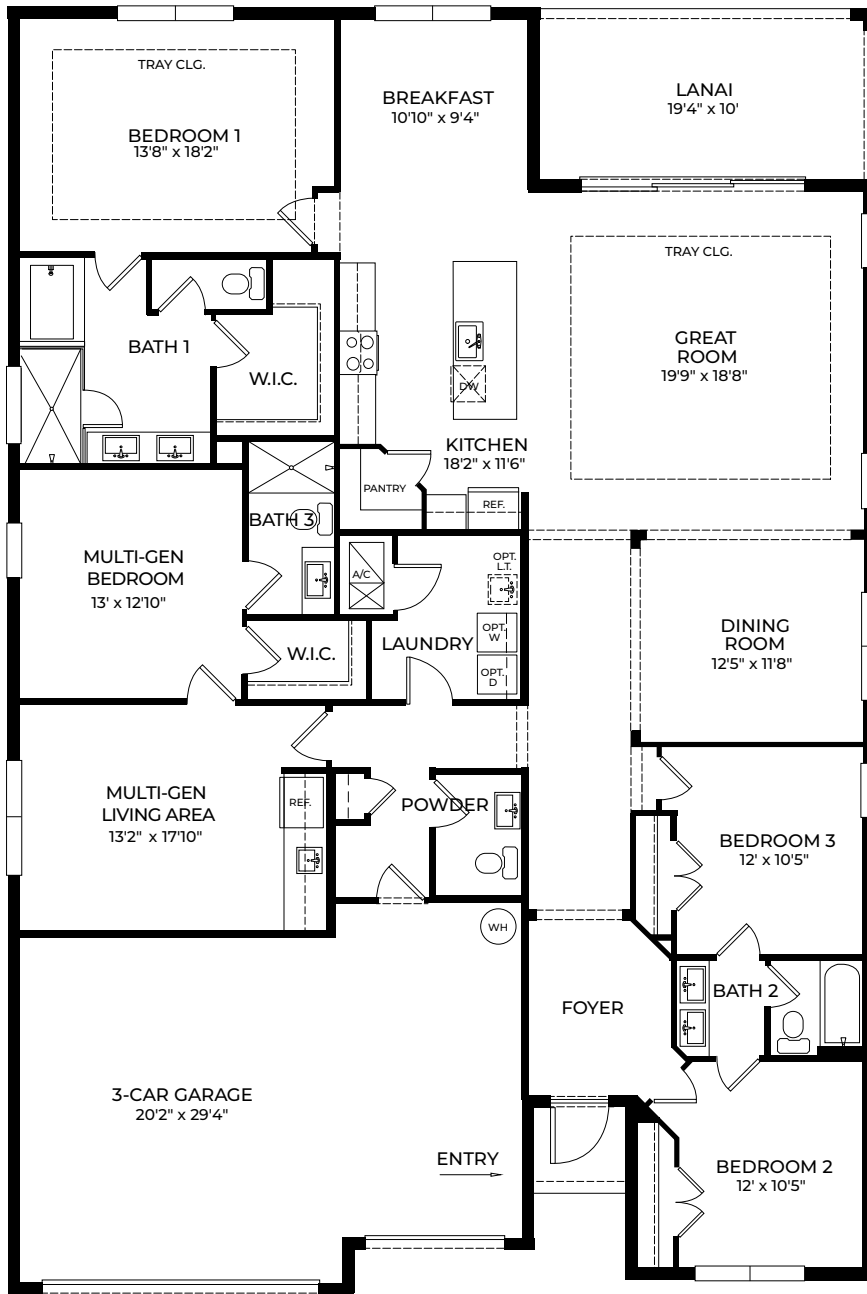 TRAY CLG.
BEDROOM 1
13'8" x 18'2"
BREAKFAST
10'10" x 9'4"
LANAI
19'4" x 10'
TRAY CLG.
GREAT
ROOM
19'9" x 18'8"
BATH 1
W.I.C.
DW
KITCHEN
18'2" x 11'6"
PANTRY
REF.
BATH 3
MULTI-GEN
BEDROOM
13' x 12'10"
A/C
OPT.
L.T.
OPT.
W
OPT.
D
LAUNDRY
W.I.C.
DINING
ROOM
12'5" x 11'8"
MULTI-GEN
LIVING AREA
13'2" x 17'10"
REF.
POWDER
BEDROOM 3
12' x 10'5"
WH
FOYER
BATH 2
3-CAR GARAGE
20'2" x 29'4"
ENTRY
BEDROOM 2
12' x 10'5"